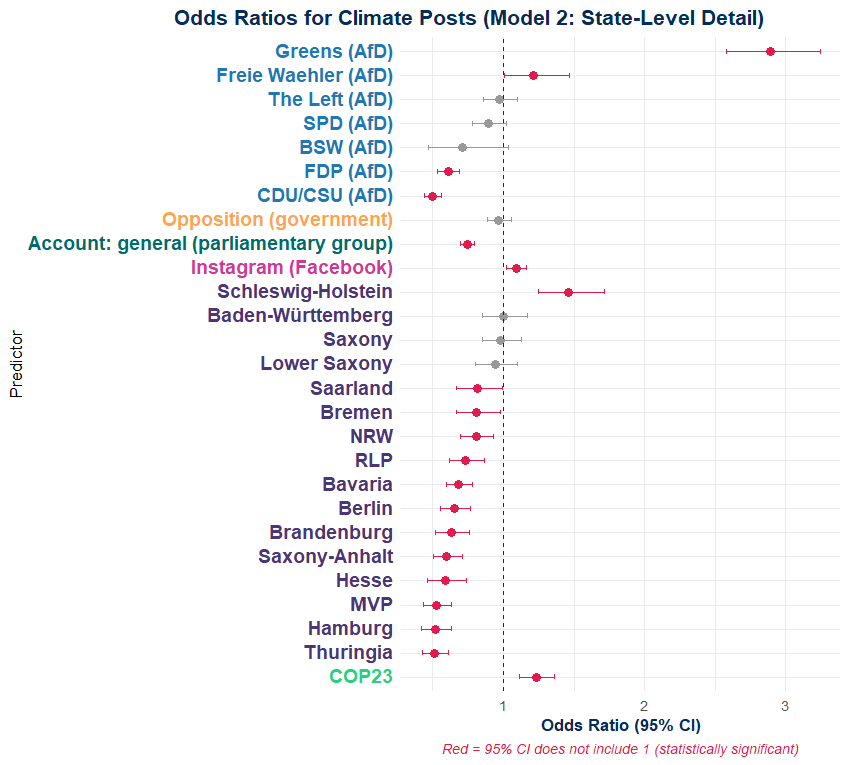 Odds Ratios for Climate Posts (Model 2: State-Level Detail)
Greens (AfD)
Freie Waehler (AfD)
The Left (AfD)
SPD (AfD)
BSW (AfD)
FDP (AfD)
CDU/CSU (AfD)
Opposition (government)
Account: general (parliamentary group)
Instagram (Facebook)
Schleswig-Holstein
Baden-Württemberg
Saxony
Lower Saxony
Saarland
Bremen
NRW
RLP
Bavaria
Berlin
Brandenburg
Saxony-Anhalt
Hesse
MVP
Hamburg
Thuringia
COP23
Predictor
1 2 3
Odds Ratio (95% CI)
Red = 95% CI does not include 1 (statistically significant)